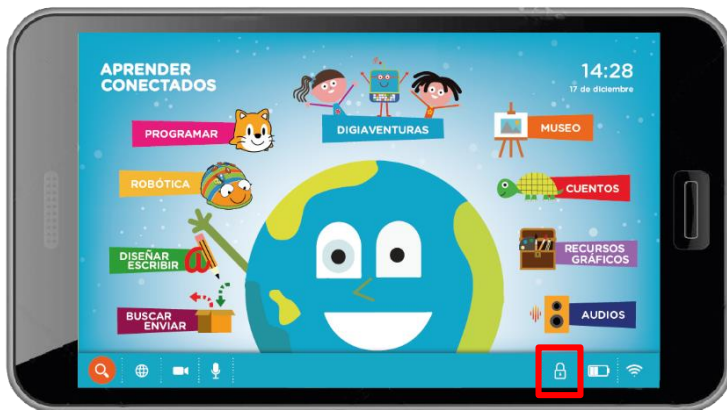 APRENDER
CONECTADOS
14:28
17 de diciembre
PROGRAMAR
DIGIAVENTURAS
MUSEO
ROBÓTICA
CUENTOS
DISEÑAR
ESCRIBIR
RECURSOS
GRÁFICOS
BUSCAR
ENVIAR
AUDIOS